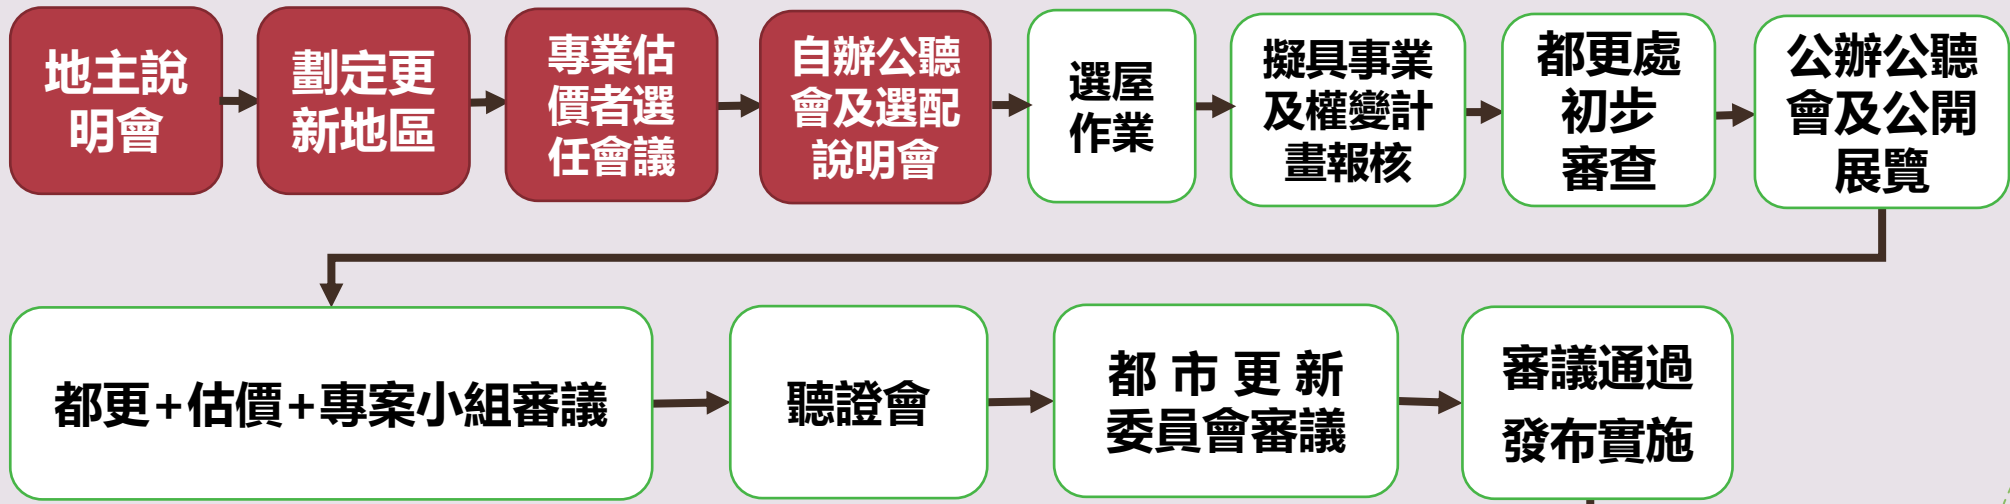 地主說
明會
劃定更
新地區
專業估
價者選
任會議
自辦公聽
會及選配
說明會
選屋
作業
擬具事業
及權變計
畫報核
都更處
初步
審查
公辦公聽
會及公開
展覽
都更+估價+專案小組審議
聽證會
都市更新
委員會審議
審議通過
發布實施